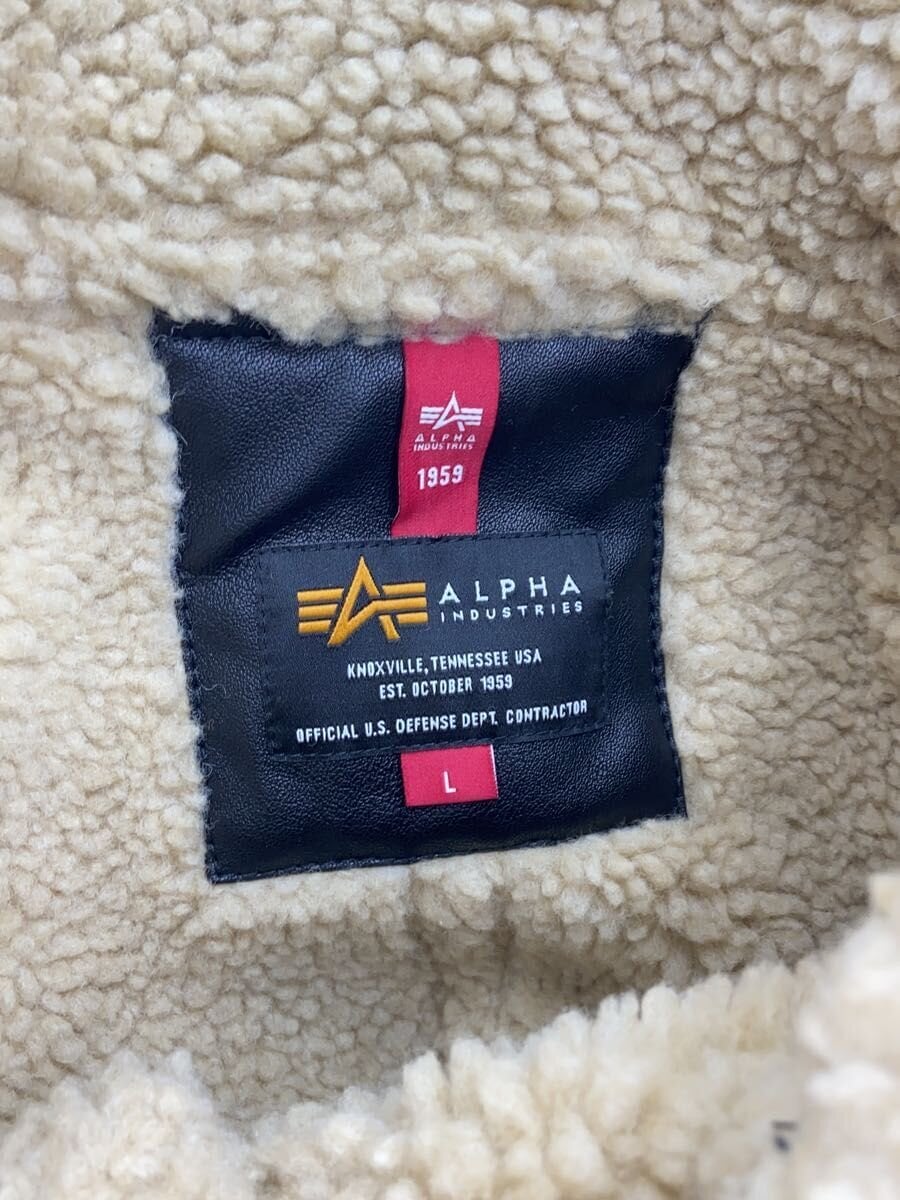 ALPHA
INDUSTRIES
1959
ALPHA
INDUSTRIES
KNOXVILLE, TENNESSEE USA
EST. OCTOBER 1959
OFFICIAL U.S. DEFENSE DEPT. CONTRACTOR
L